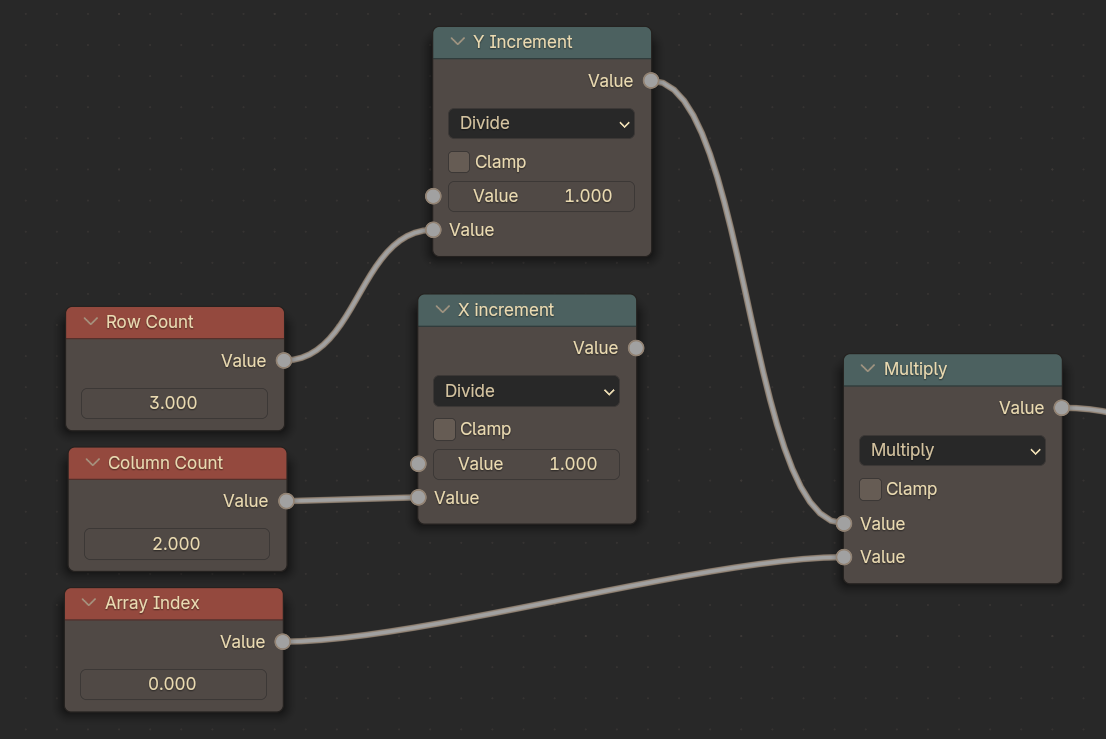 Y Increment
Value
Divide
Clamp
Value 1.000
Value
Row Count
Value
3.000
X increment
Value
Divide
Clamp
Value 1.000
Value
Column Count
Value
2.000
Array Index
Value
0.000
Multiply
Value
Multiply
Clamp
Value
Value